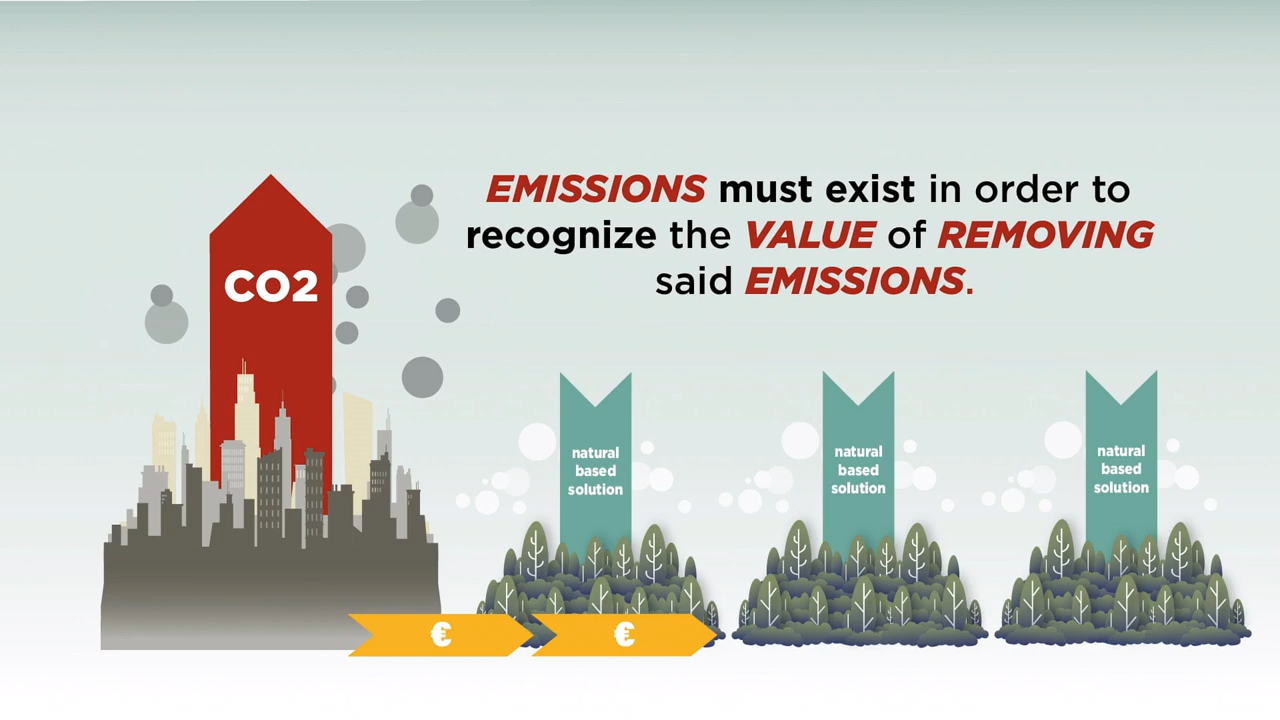 EMISSIONS must exist in order to
recognize the VALUE of REMOVING
said EMISSIONS.
CO2
natural
based
solution
natural
based
solution
natural
based
solution
€
€